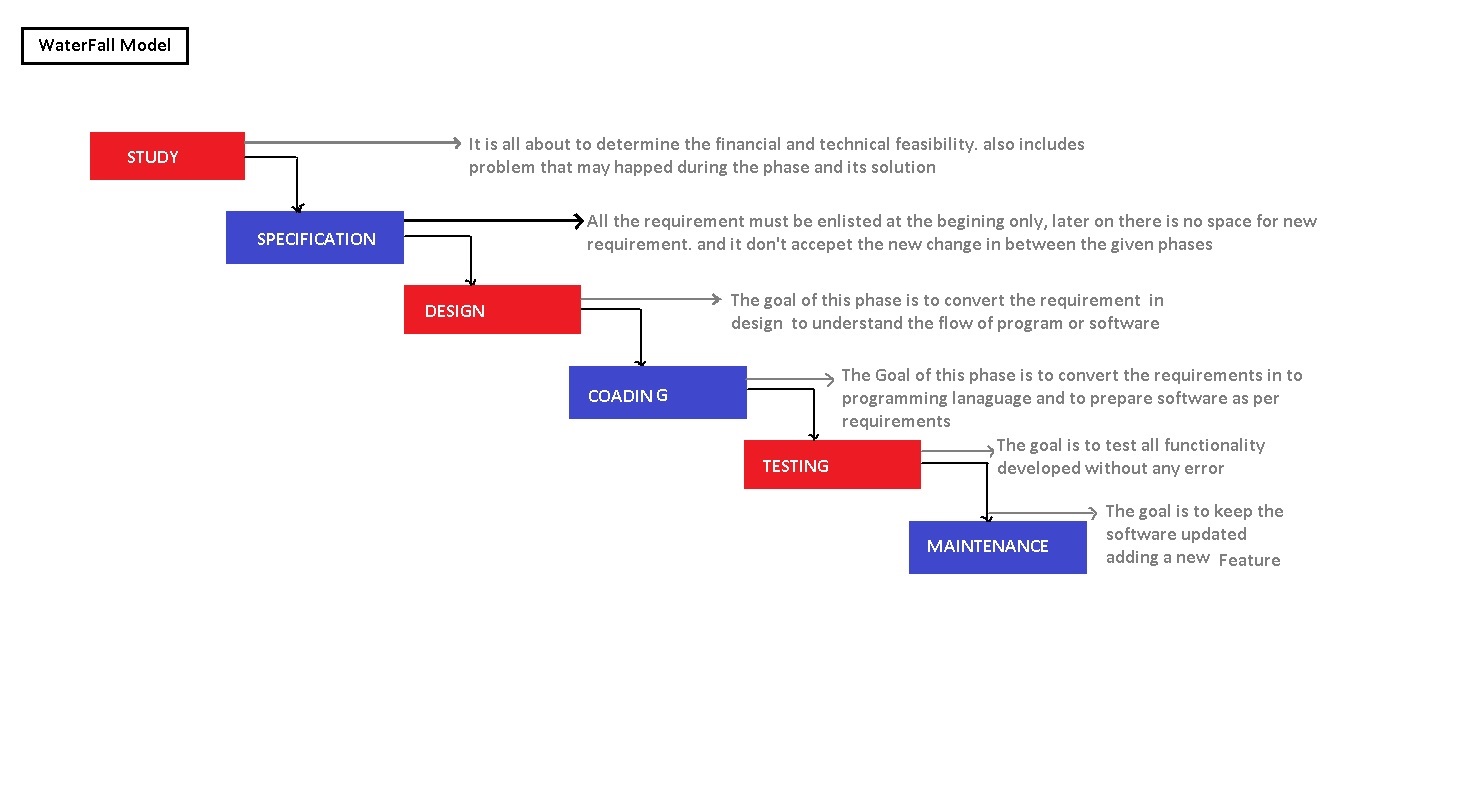 WaterFall Model
STUDY
It is all about to determine the financial and technical feasibility. also includes
problem that may happed during the phase and its solution
SPECIFICATION
All the requirement must be enlisted at the begining only, later on there is no space for new
requirement. and it don't accepet the new change in between the given phases
DESIGN
The goal of this phase is to convert the requirement in
design to understand the flow of program or software
COADING
The Goal of this phase is to convert the requirements in to
programming lanaguage and to prepare software as per
requirements
TESTING
The goal is to test all functionality
developed without any error
MAINTENANCE
The goal is to keep the
software updated
adding a new Feature